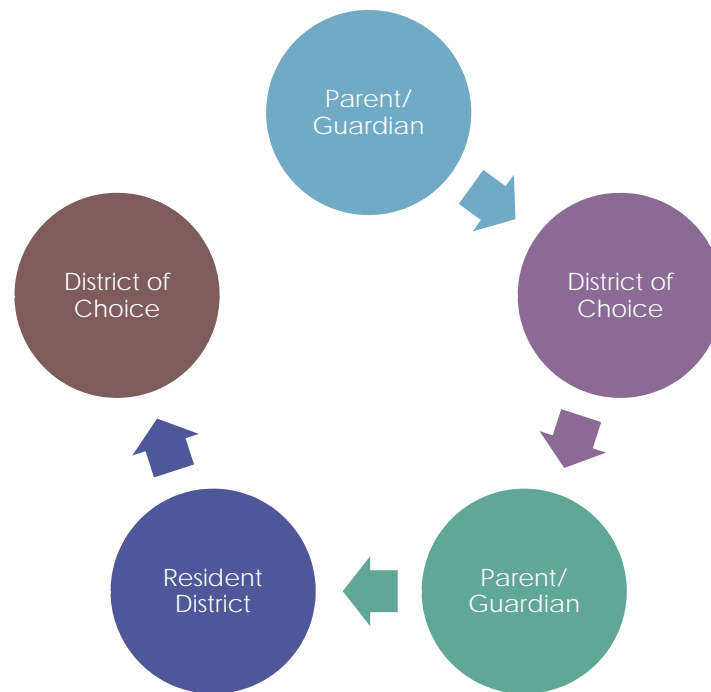 Parent/
Guardian
District of
Choice
Parent/
Guardian
Resident
District
District of
Choice